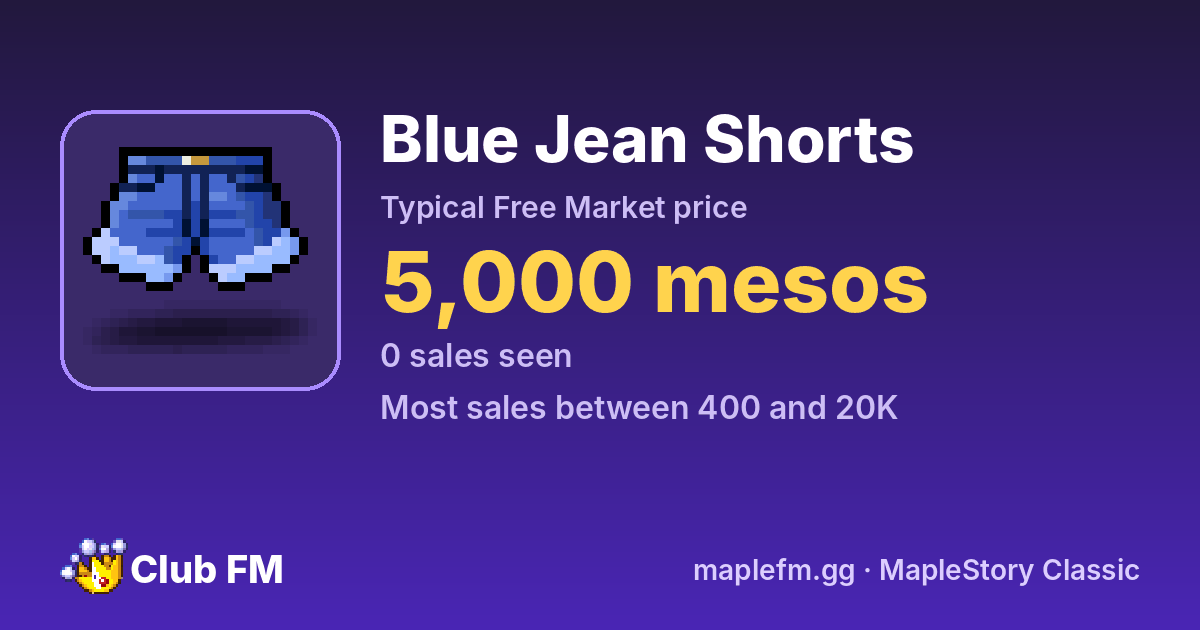 Blue Jean Shorts
Typical Free Market price
5,000 mesos
0 sales seen
Most sales between 400 and 20K
Club FM
maplefm.gg · MapleStory Classic